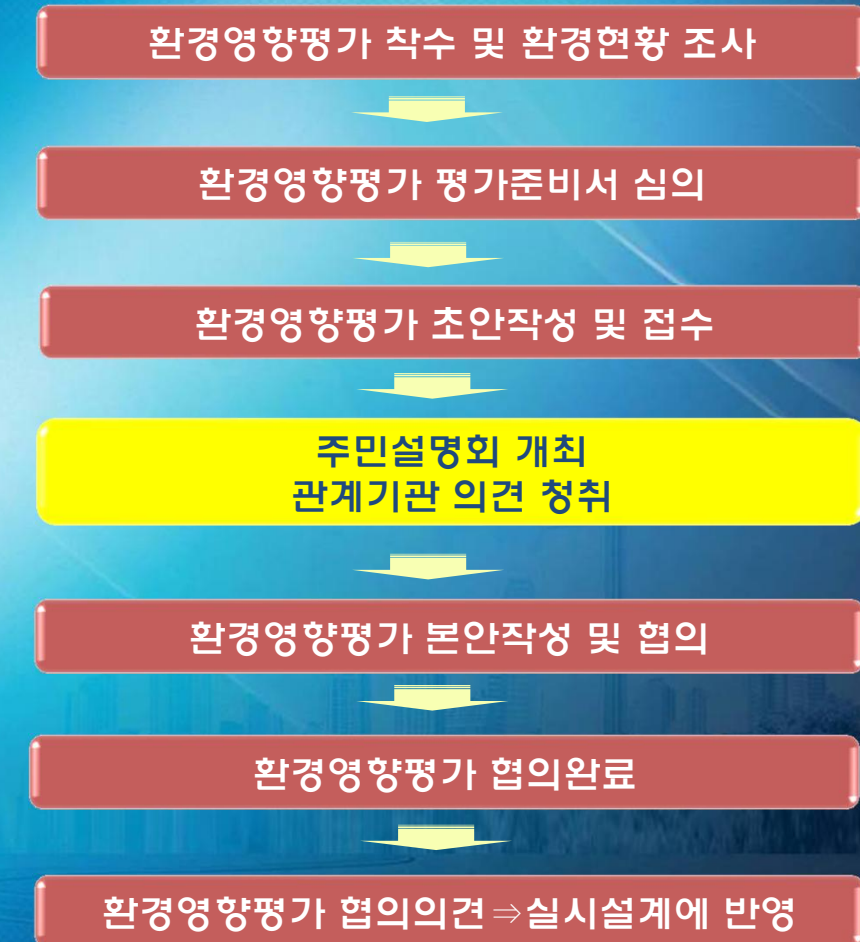 환경영향평가 착수 및 환경현황 조사
환경영향평가 평가준비서 심의
환경영향평가 초안작성 및 접수
주민설명회 개최
관계기관 의견 청취
환경영향평가 본안작성 및 협의
환경영향평가 협의완료
환경영향평가 협의의견⇒실시설계에 반영